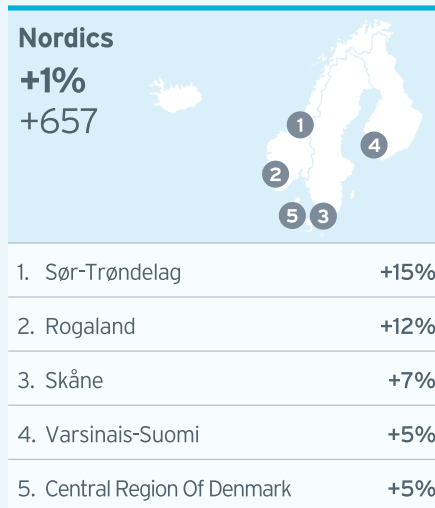 Nordics
+1%
+657
1
4
2
5 3
1. Sør-Trøndelag +15%
2. Rogaland +12%
3. Skåne +7%
4. Varsinais-Suomi +5%
5. Central Region Of Denmark +5%